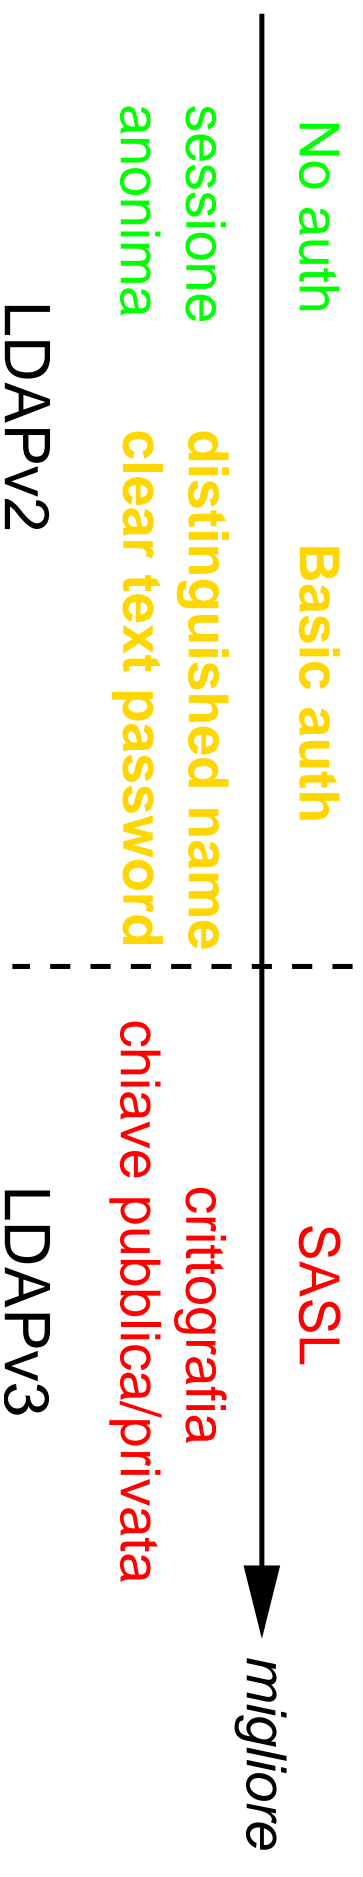 No auth
Basic auth
SASL
migliore
sessione
anonima
distinguished name
clear text password
crittografia
chiave pubblica/privata
LDAPv2
LDAPv3